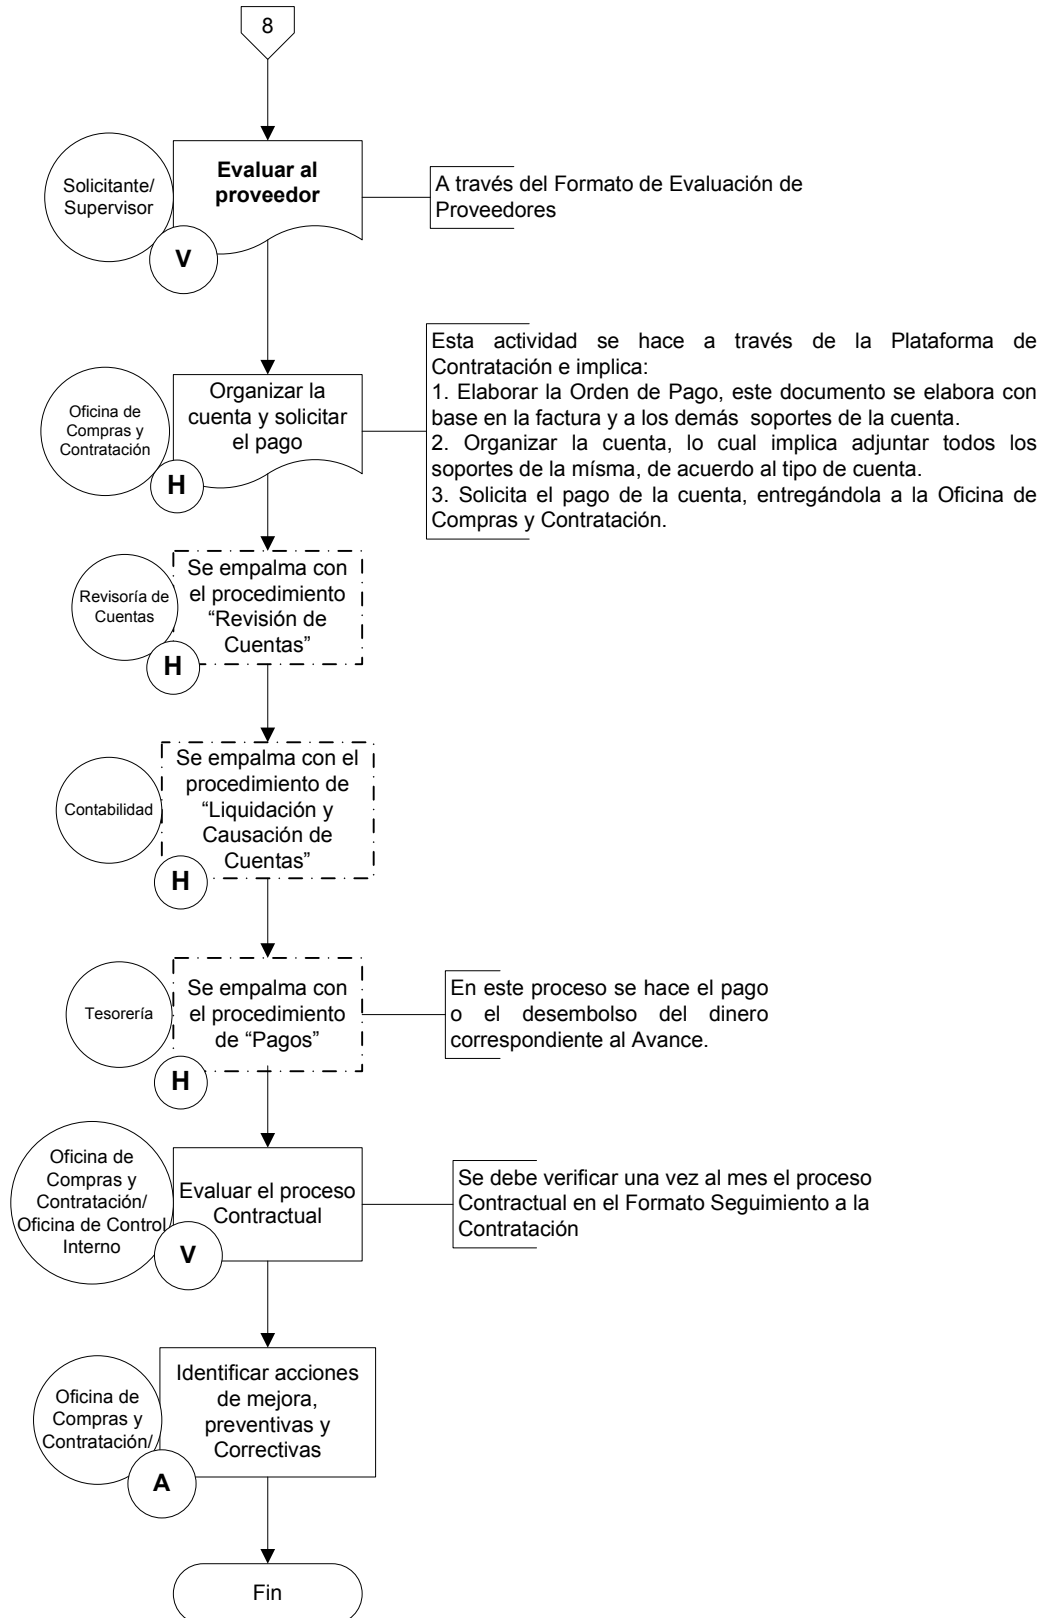 8
Solicitante/
Supervisor
V
Evaluar al
proveedor
A través del Formato de Evaluación de
Proveedores
Oficina de
Compras y
Contratación
H
Organizar la
cuenta y solicitar
el pago
Esta actividad se hace a través de la Plataforma de
Contratación e implica:
1. Elaborar la Orden de Pago, este documento se elabora con
base en la factura y a los demás soportes de la cuenta.
2. Organizar la cuenta, lo cual implica adjuntar todos los
soportes de la mísma, de acuerdo al tipo de cuenta.
3. Solicita el pago de la cuenta, entregándola a la Oficina de
Compras y Contratación.
Revisoría de
Cuentas
H
Se empalma con
el procedimiento
“Revisión de
Cuentas”
Contabilidad
H
Se empalma con el
procedimiento de
“Liquidación y
Causación de
Cuentas”
Tesorería
H
Se empalma con
el procedimiento
de “Pagos”
En este proceso se hace el pago
o el desembolso del dinero
correspondiente al Avance.
Oficina de
Compras y
Contratación/
Oficina de Control
Interno
V
Evaluar el proceso
Contractual
Se debe verificar una vez al mes el proceso
Contractual en el Formato Seguimiento a la
Contratación
Oficina de
Compras y
Contratación/
A
Identificar acciones
de mejora,
preventivas y
Correctivas
Fin